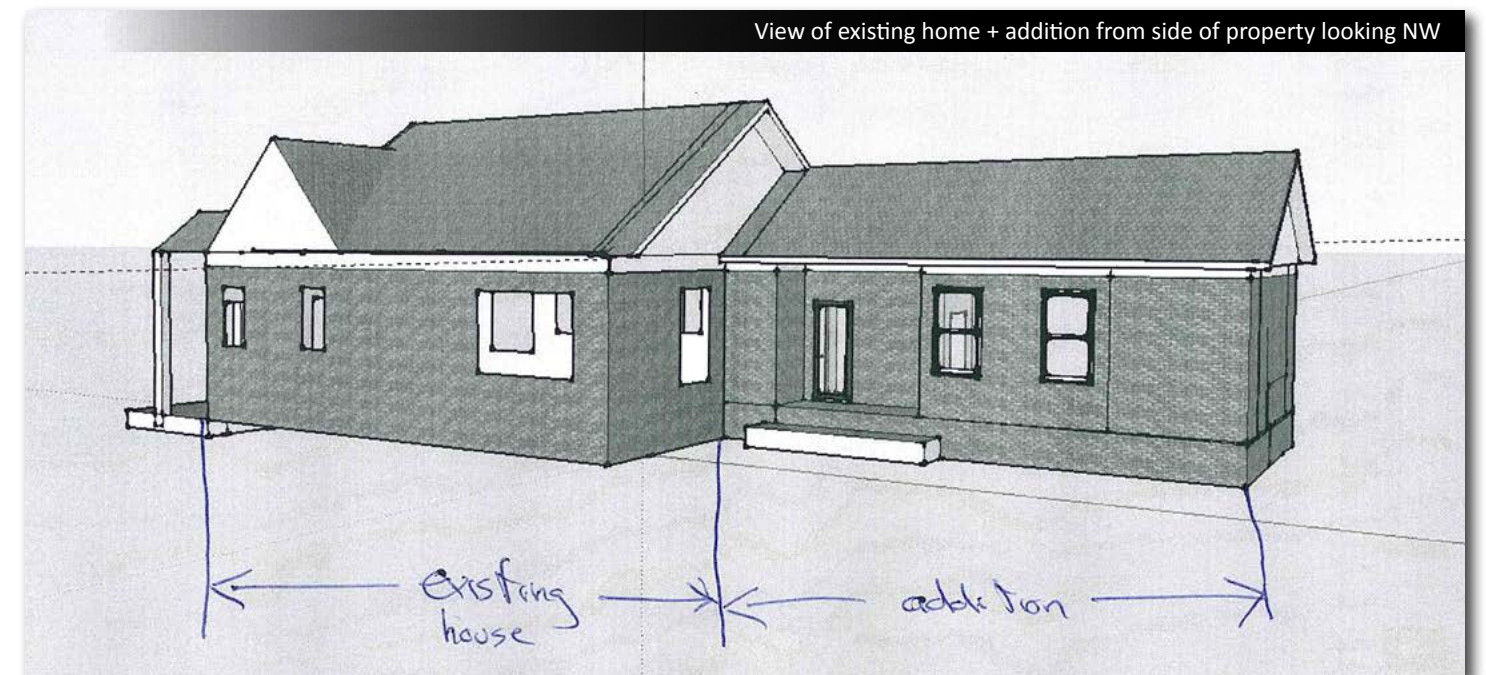 View of existing home + addition from side of property looking NW
existing
house
addition